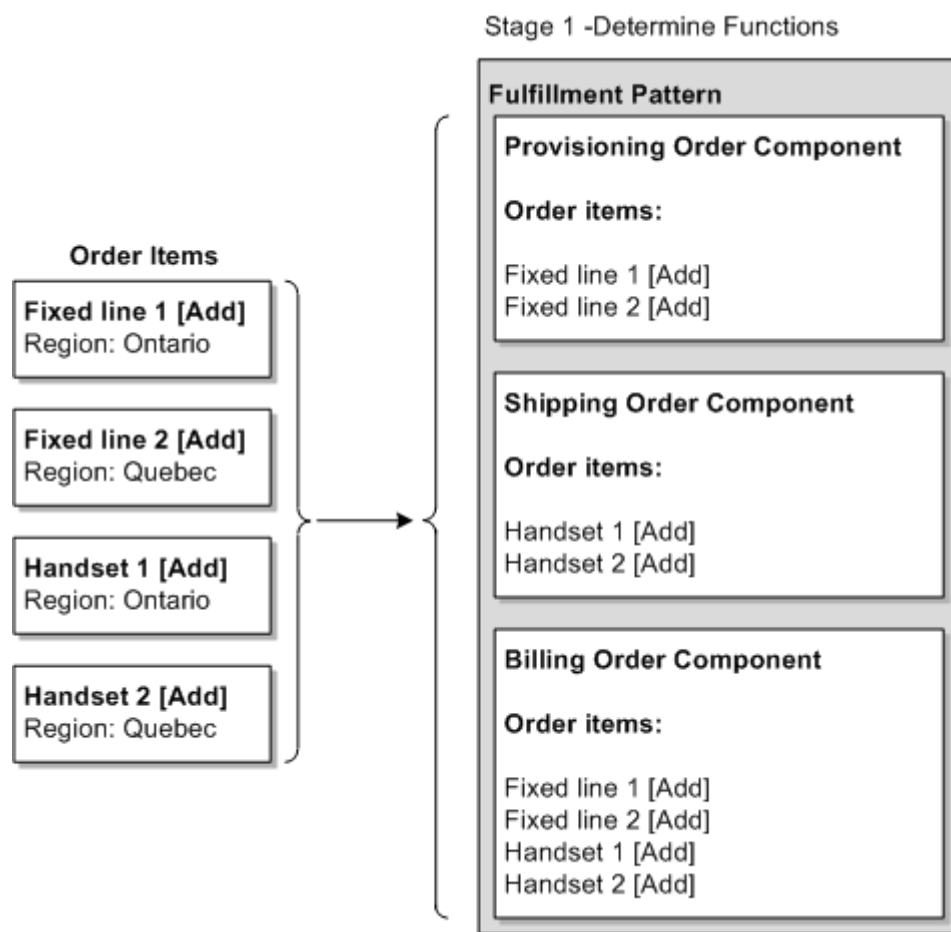 Stage 1 -Determine Functions
Order Items
Fixed line 1 [Add]
Region: Ontario
Fixed line 2 [Add]
Region: Quebec
Handset 1 [Add]
Region: Ontario
Handset 2 [Add]
Region: Quebec
Fulfillment Pattern
Provisioning Order Component
Order items:
Fixed line 1 [Add]
Fixed line 2 [Add]
Shipping Order Component
Order items:
Handset 1 [Add]
Handset 2 [Add]
Billing Order Component
Order items:
Fixed line 1 [Add]
Fixed line 2 [Add]
Handset 1 [Add]
Handset 2 [Add]